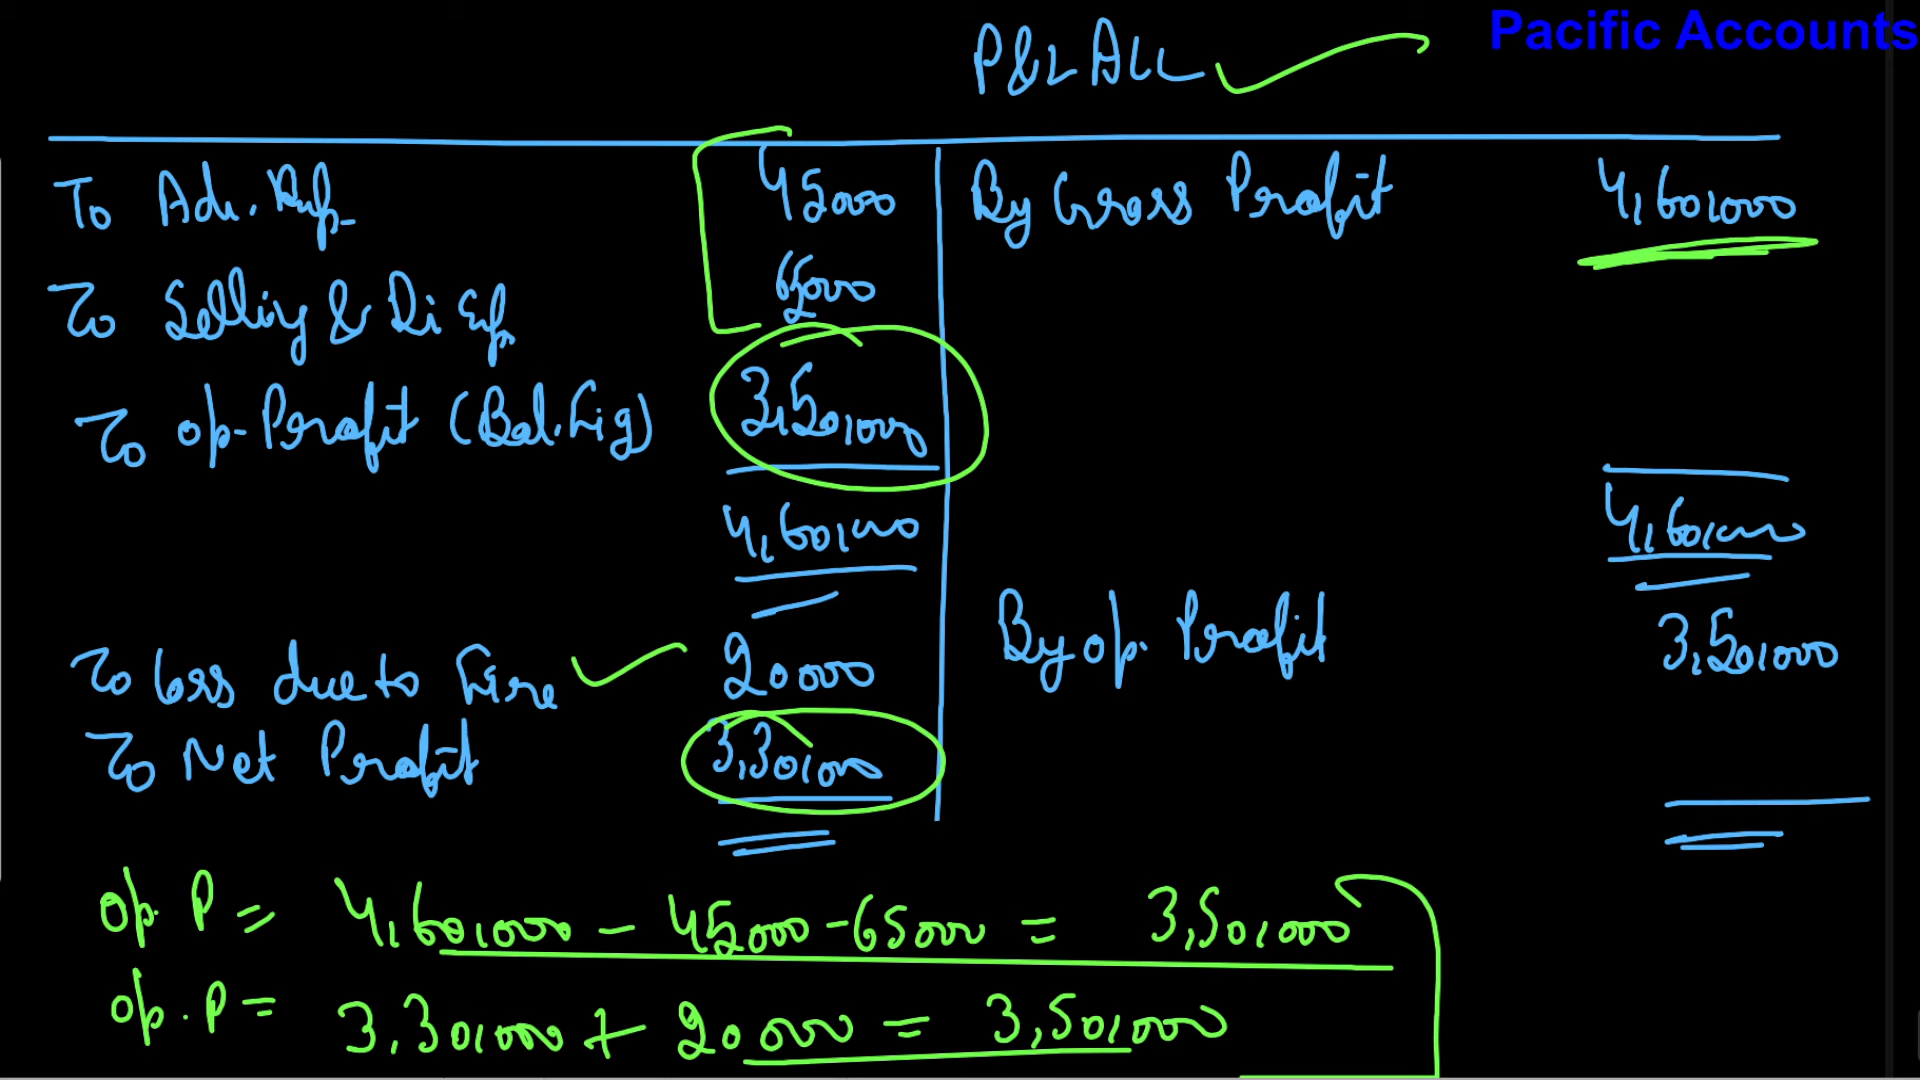 Pacific Accounts
P&L A/c
To Adv. Exp. 45000 By Gross Profit 4,60,000
65000
To Selling & Di Exp
To op. Profit (Bal. Fig) 3,50,000
4,60,000 4,60,000
By op. Profit 3,50,000
To loss due to Fire 20000
To Net Profit 3,30,000
Op. P = 4,60,000 - 45000 - 65000 = 3,50,000
Op. P = 3,30,000 + 20000 = 3,50,000